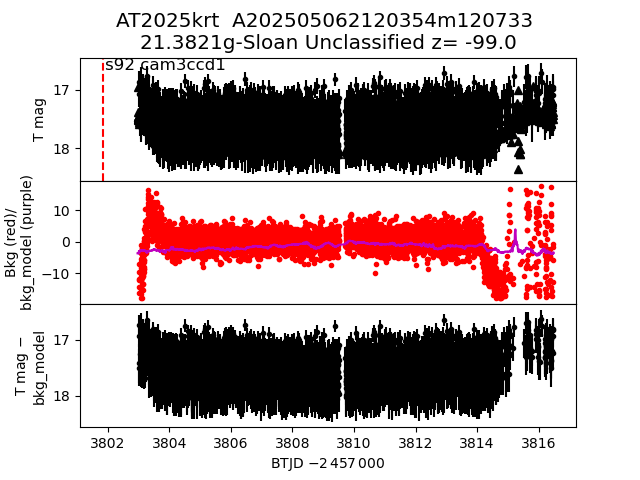 AT2025krt  A202505062120354m120733
21.3821g-Sloan Unclassified z= -99.0
s92 cam3ccd1
17
18
T mag
10
0
−10
Bkg (red)/
bkg_model (purple)
17
18
T mag −
bkg_model
3802 3804 3806 3808 3810 3812 3814 3816
BTJD −2 457 000